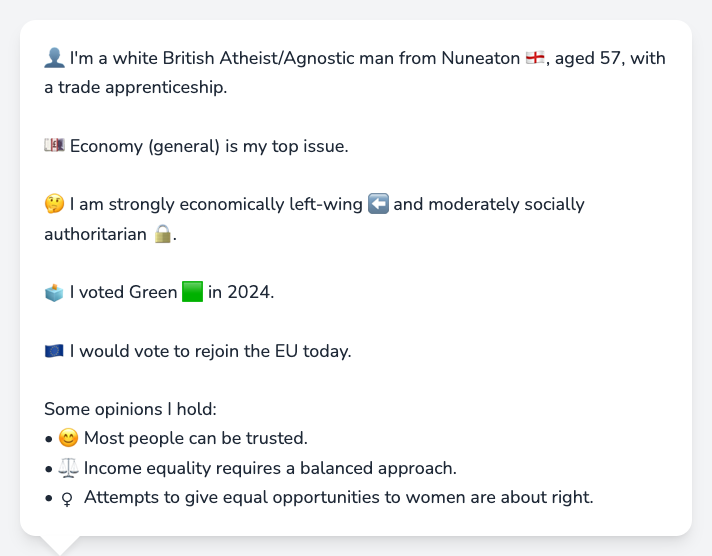 👤 I'm a white British Atheist/Agnostic man from Nuneaton 🏴󠁧󠁢󠁥󠁮󠁧󠁿, aged 57, with
a trade apprenticeship.
💷 Economy (general) is my top issue.
🤔 I am strongly economically left-wing ⬅️ and moderately socially
authoritarian 🔒.
🗳️ I voted Green 🟩 in 2024.
🇪🇺 I would vote to rejoin the EU today.
Some opinions I hold:
• 😊 Most people can be trusted.
• ⚖️ Income equality requires a balanced approach.
• ♀ Attempts to give equal opportunities to women are about right.